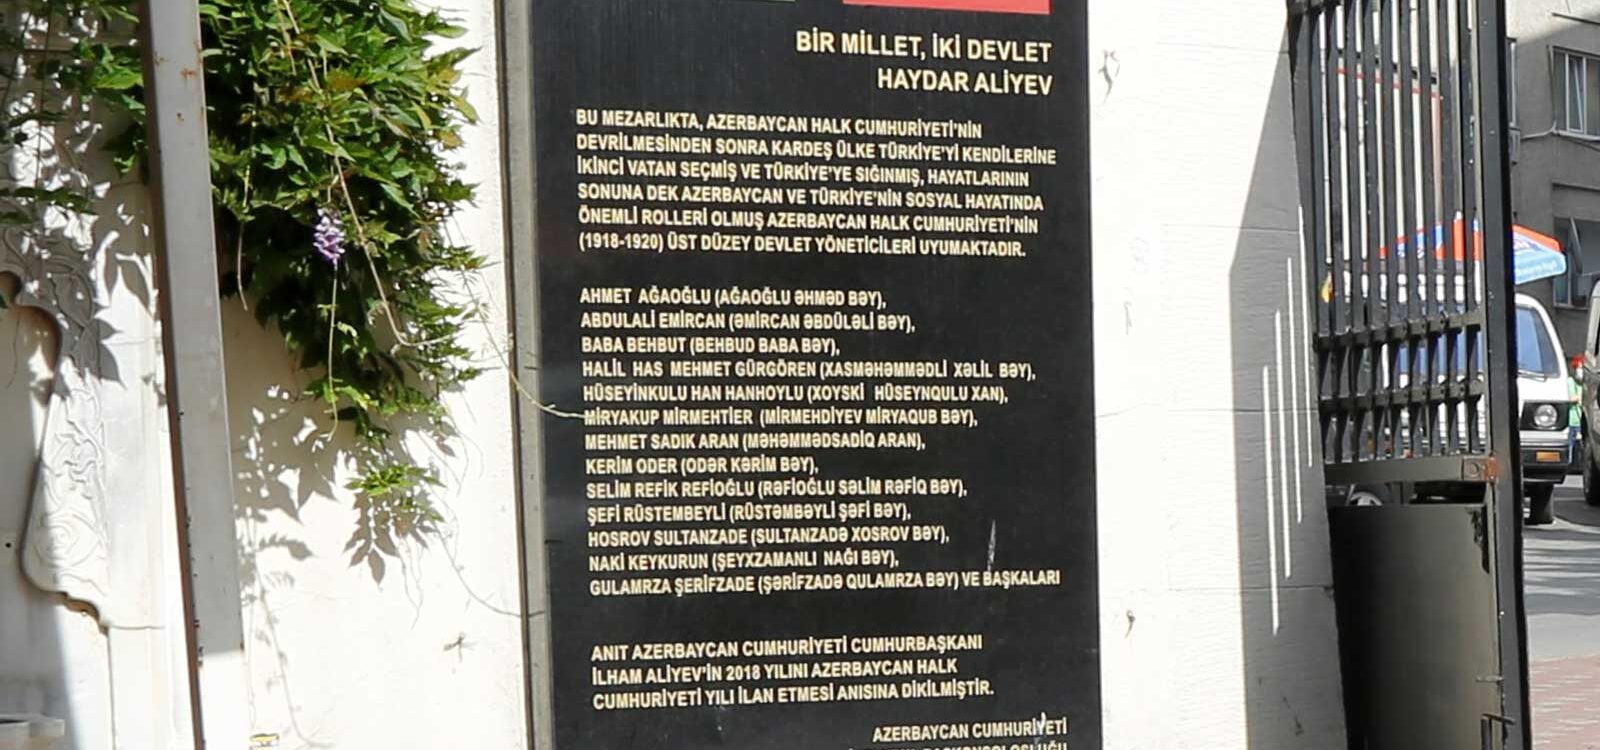 BİR MİLLET, İKİ DEVLET
HAYDAR ALİYEV
BU MEZARLIKTA, AZERBAYCAN HALK CUMHURİYETİ'NİN
DEVRİLMESİNDEN SONRA KARDEŞ ÜLKE TÜRKİYE'Yİ KENDİLERİNE
İKİNCİ VATAN SEÇMİŞ VE TÜRKİYE'YE SIĞINMIŞ, HAYATLARININ
SONUNA DEK AZERBAYCAN VE TÜRKİYE'NİN SOSYAL HAYATINDA
ÖNEMLİ ROLLERİ OLMUŞ AZERBAYCAN HALK CUMHURİYETİ'NİN
(1918-1920) ÜST DÜZEY DEVLET YÖNETİCİLERİ UYUMAKTADIR.
AHMET AĞAOĞLU (AĞAOĞLU ƏHMƏD BƏY),
ABDULALİ EMİRCAN (ƏMİRCAN ƏBDÜLƏLİ BƏY),
BABA BEHBUT (BEHBUD BABA BƏY),
HALİL HAS MEHMET GÜRGÖREN (XASMƏHƏMMƏDLİ XƏLİL BƏY),
HÜSEYİNKULU HAN HANHOYLU (XOYSKİ HÜSEYNQULU XAN),
MİRYAKUP MİRMEHTİER (MİRMEHDİYEV MİRYAQUB BƏY),
MEHMET SADIK ARAN (MƏHƏMMƏDSADİQ ARAN),
KERİM ODER (ODƏR KƏRİM BƏY),
SELİM REFİK REFİOĞLU (RƏFİOĞLU SƏLİM RƏFİQ BƏY),
ŞEFİ RÜSTEMBEYLİ (RÜSTƏMBƏYLİ ŞƏFİ BƏY),
HOSROV SULTANZADE (SULTANZADƏ XOSROV BƏY),
NAKİ KEYKURUN (ŞEYXZAMANLI NAĞI BƏY),
GULAMRZA ŞERİFZADE (ŞƏRİFZADƏ QULAMRZA BƏY) VE BAŞKALARI
ANIT AZERBAYCAN CUMHURİYETİ CUMHURBAŞKANI
İLHAM ALİYEV'İN 2018 YILINI AZERBAYCAN HALK
CUMHURİYETİ YILI İLAN ETMESİ ANISINA DİKİLMİŞTİR.
AZERBAYCAN CUMHURİYETİ
BAŞKONSOLOSLUĞU